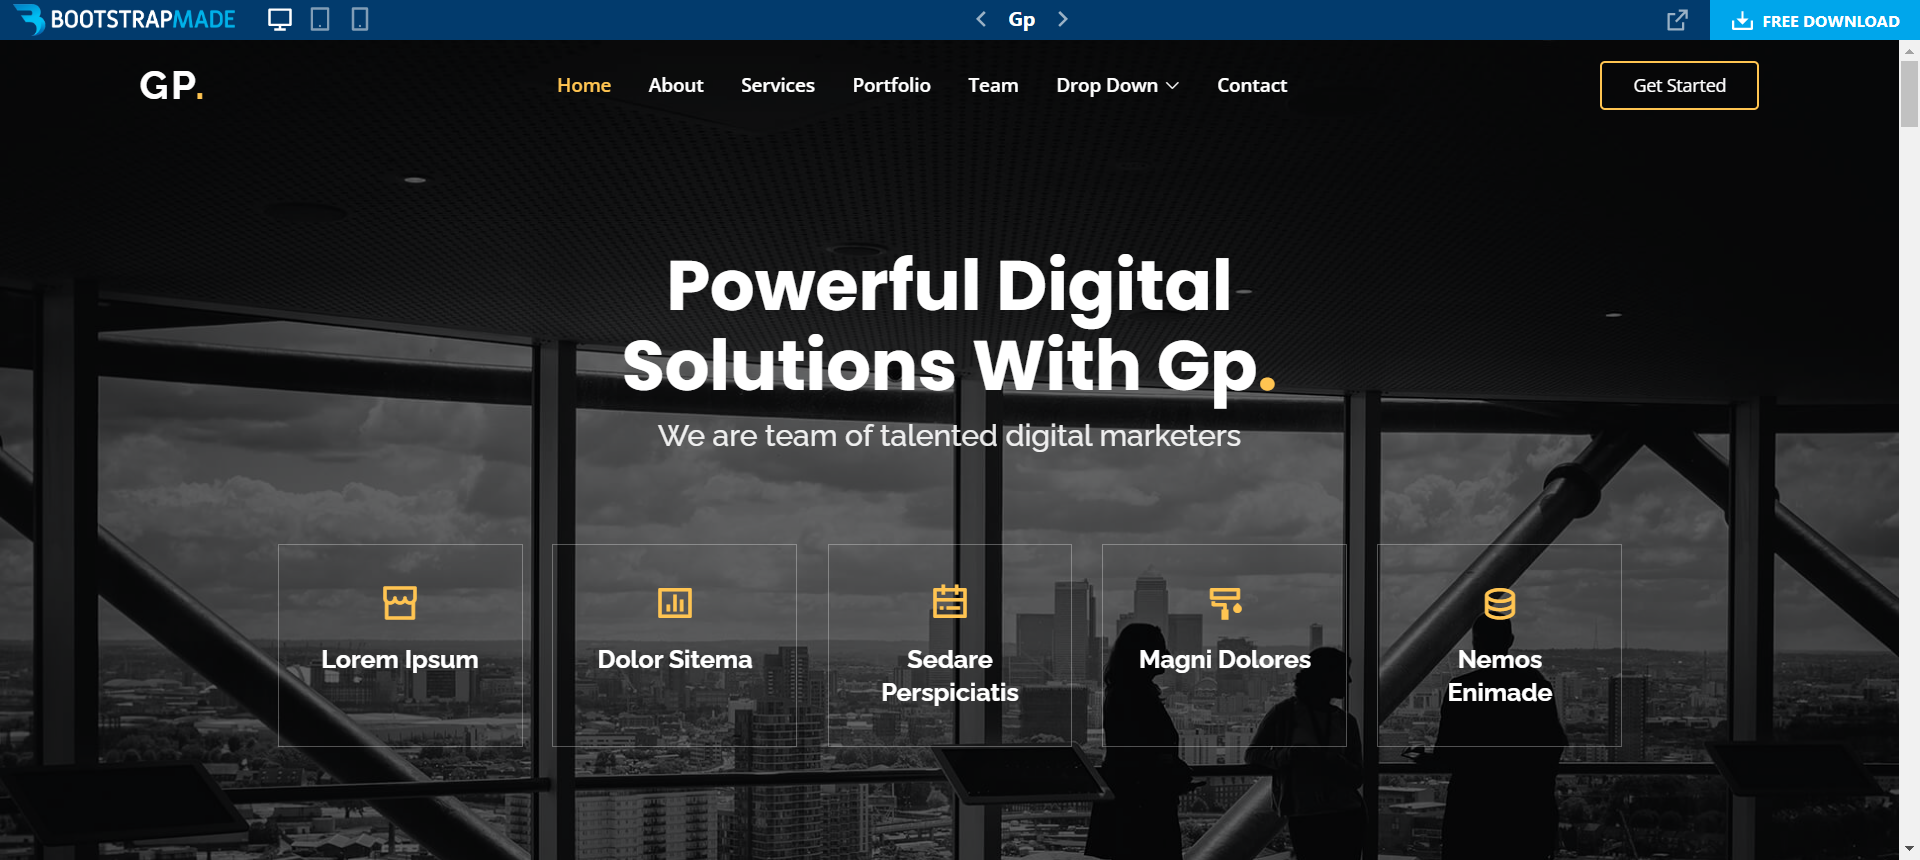 BOOTSTRAPMADE
Gp
FREE DOWNLOAD
GP.
Home
About
Services
Portfolio
Team
Drop Down
Contact
Get Started
Powerful Digital
Solutions With Gp.
We are team of talented digital marketers
Lorem Ipsum
Dolor Sitema
Sedare
Perspiciatis
Magni Dolores
Nemos
Enimade